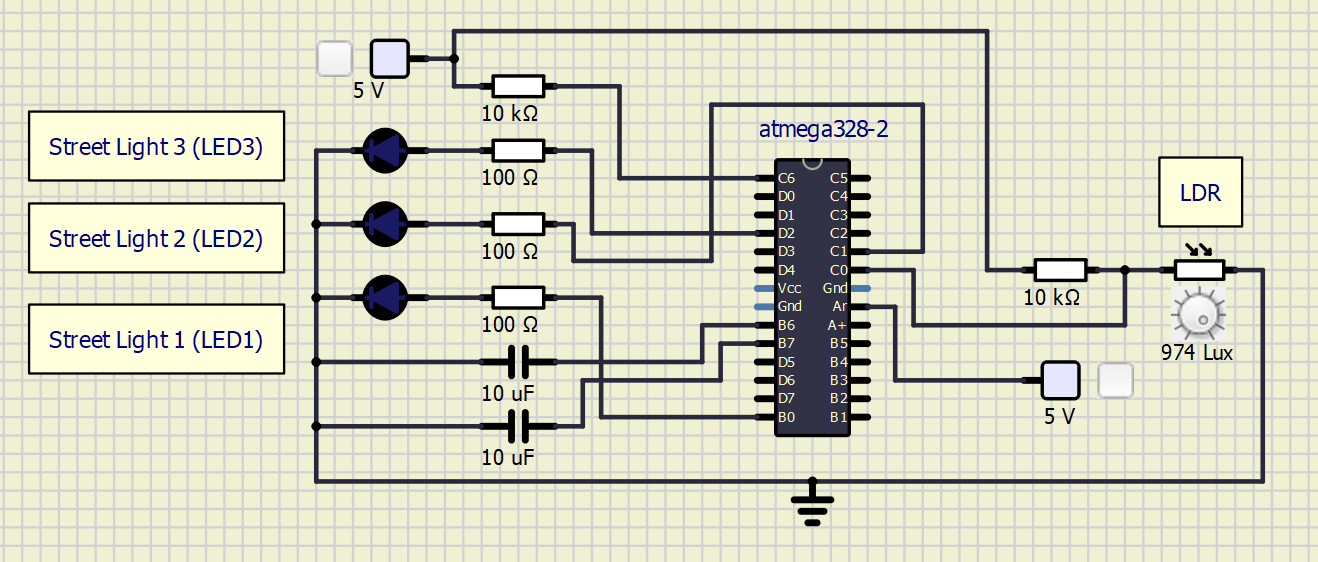 5 V
10 kΩ
Street Light 3 (LED3)
100 Ω
Street Light 2 (LED2)
100 Ω
Street Light 1 (LED1)
100 Ω
10 uF
10 uF
atmega328-2
C6 C5
D0 C4
D1 C3
D2 C2
D3 C1
D4 C0
Vcc Gnd
Gnd Ar
B6 A+
B7 B5
D5 B4
D6 B3
D7 B2
B0 B1
LDR
10 kΩ
974 Lux
5 V